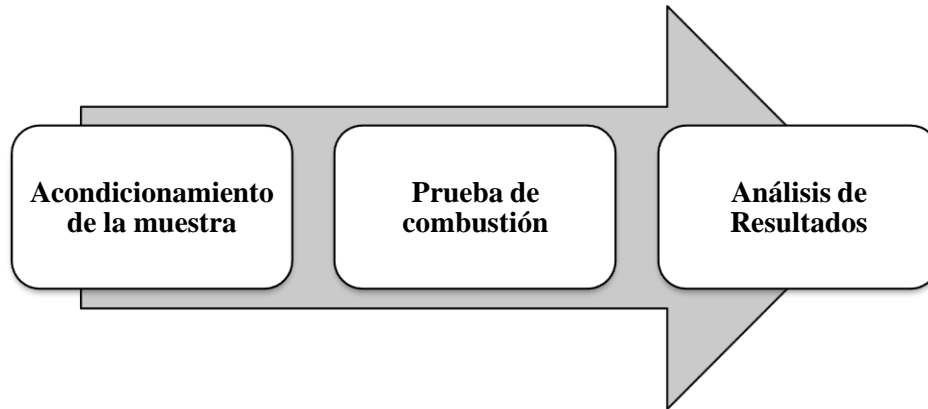 Acondicionamiento
de la muestra
Prueba de
combustión
Análisis de
Resultados